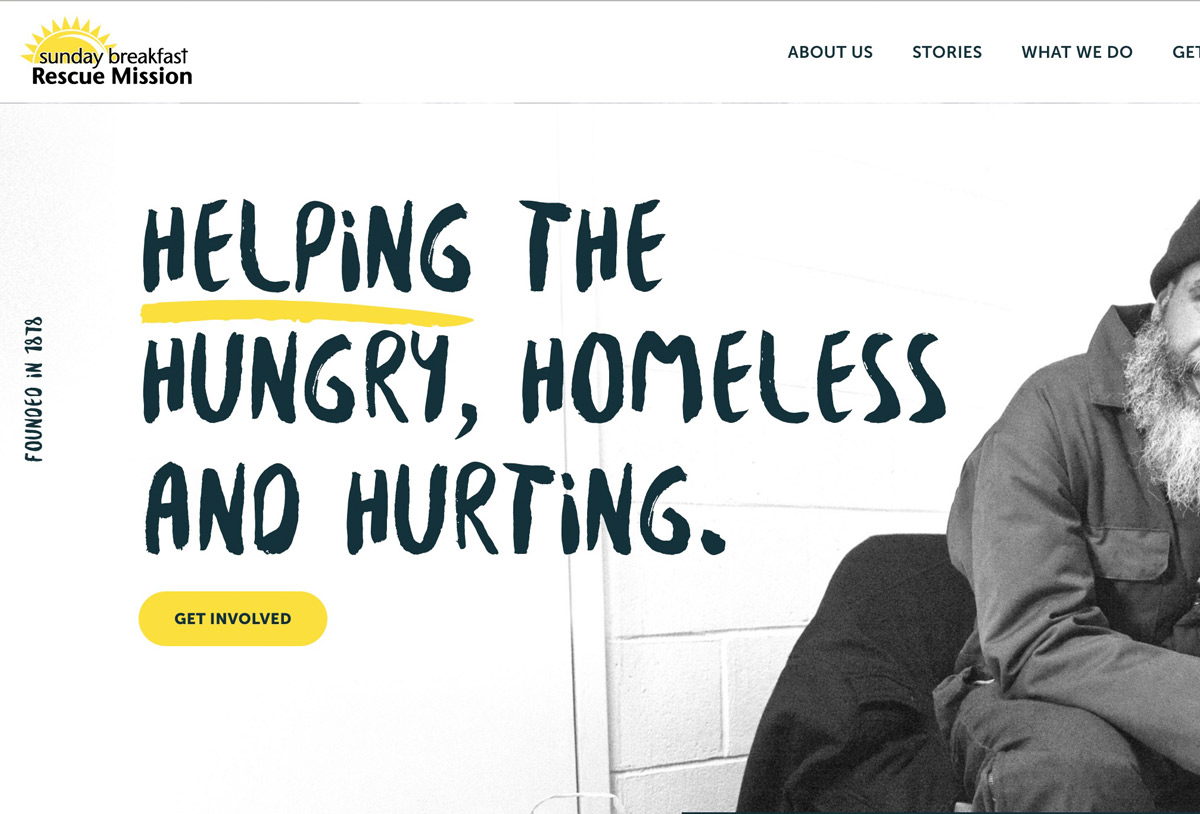 sunday breakfast
Rescue Mission
ABOUT US STORIES WHAT WE DO GET
HELPING THE
HUNGRY, HOMELESS
AND HURTING.
FOUNDED IN 1878
GET INVOLVED